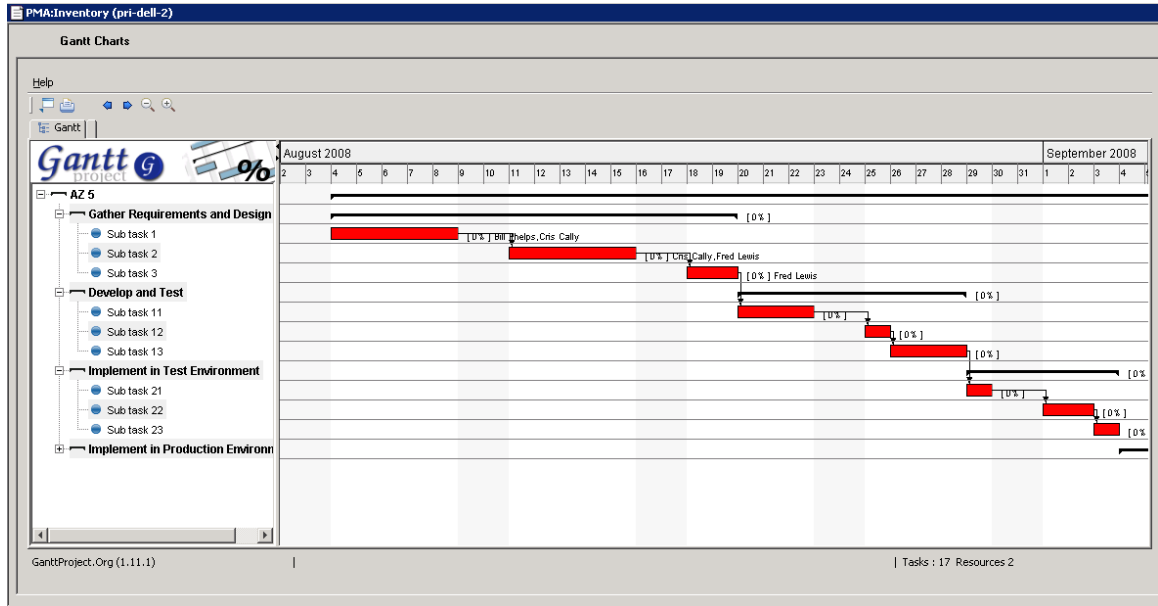 PMA:Inventory (pri-dell-2)
Gantt Charts
Help
Gantt
Gantt G %
project
August 2008 September 2008
2 3 4 5 6 7 8 9 10 11 12 13 14 15 16 17 18 19 20 21 22 23 24 25 26 27 28 29 30 31 1 2 3 4
AZ 5
Gather Requirements and Design [0%]
Sub task 1 [0%] Bill Phelps,Cris Cally
Sub task 2 [0%] Cris Cally,Fred Lewis
Sub task 3 [0%] Fred Lewis
Develop and Test [0%]
Sub task 11 [0%]
Sub task 12 [0%]
Sub task 13 [0%]
Implement in Test Environment [0%
Sub task 21 [0%]
Sub task 22 [0%]
Sub task 23 [0%
Implement in Production Environn
GanttProject.Org (1.11.1) | | Tasks : 17 Resources 2